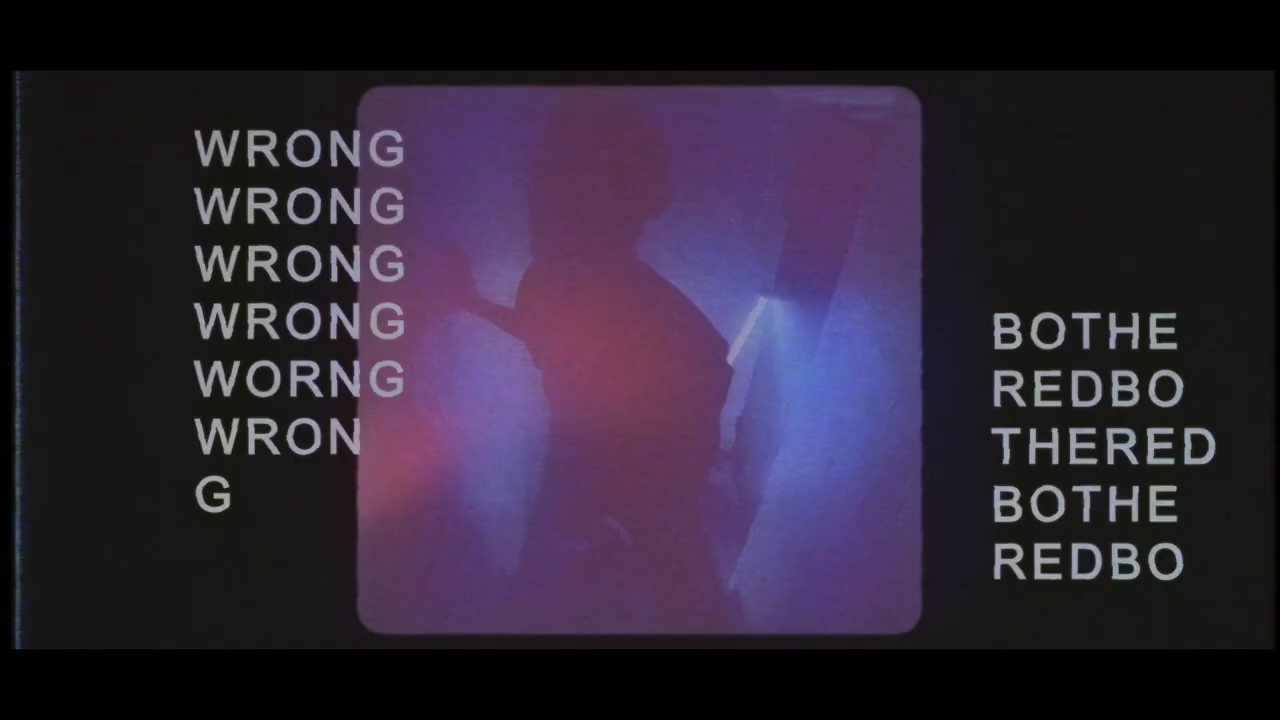 WRONG
WRONG
WRONG
WRONG
WORNG
WRON
G
BOTHE
REDBO
THERED
BOTHE
REDBO